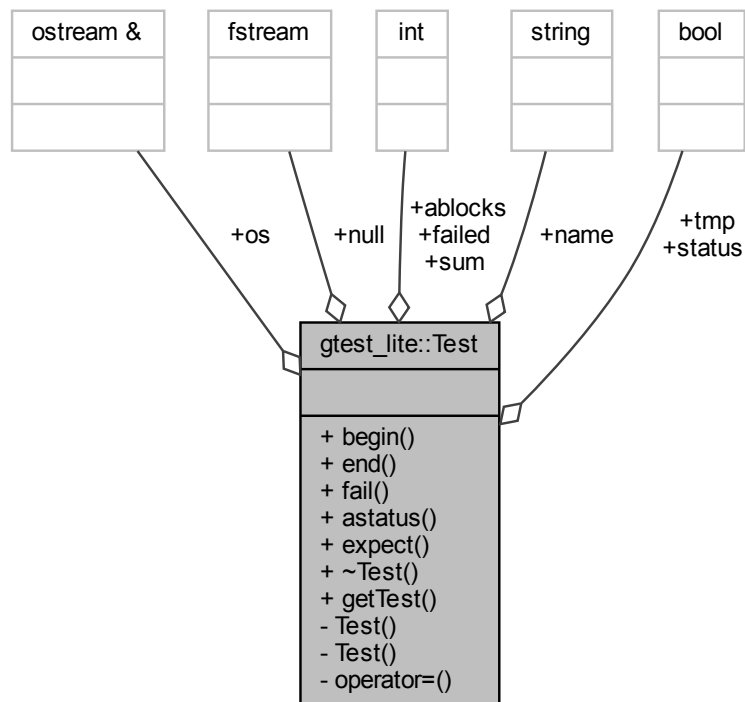 ostream &
fstream
int
string
bool
+os
+null
+ablocks
+failed
+sum
+name
+tmp
+status
gtest_lite::Test
+ begin()
+ end()
+ fail()
+ astatus()
+ expect()
+ ~Test()
+ getTest()
- Test()
- Test()
- operator=()